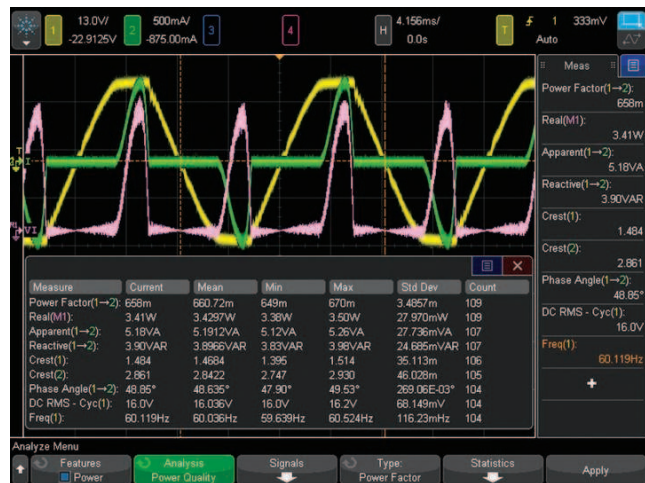 1 13.0V/ 2 500mA/ 3 4 H 4.156ms/ T 1 333mV
-22.9125V -875.00mA 0.0s Auto
Meas
Power Factor(1→2):
658m
Real(M1):
3.41W
Apparent(1→2):
5.18VA
Reactive(1→2):
3.90VAR
Crest(1):
1.484
Crest(2):
2.861
Phase Angle(1→2):
48.85°
DC RMS - Cyc(1):
16.0V
Freq(1):
60.119Hz
T
I
VI
Measure Current Mean Min Max Std Dev Count
Power Factor(1→2): 658m 660.72m 649m 670m 3.4857m 109
Real(M1): 3.41W 3.4297W 3.38W 3.50W 27.970mW 109
Apparent(1→2): 5.18VA 5.1912VA 5.12VA 5.26VA 27.736mVA 107
Reactive(1→2): 3.90VAR 3.8966VAR 3.83VAR 3.98VAR 24.685mVAR 107
Crest(1): 1.484 1.4684 1.395 1.514 35.113m 106
Crest(2): 2.861 2.8422 2.747 2.930 46.028m 105
Phase Angle(1→2): 48.85° 48.635° 47.90° 49.53° 269.06E-03° 104
DC RMS - Cyc(1): 16.0V 16.036V 16.0V 16.2V 68.149mV 104
Freq(1): 60.119Hz 60.036Hz 59.639Hz 60.524Hz 116.23mHz 104
Analyze Menu
Features Analysis Signals Type: Statistics Apply
Power Power Quality Power Factor